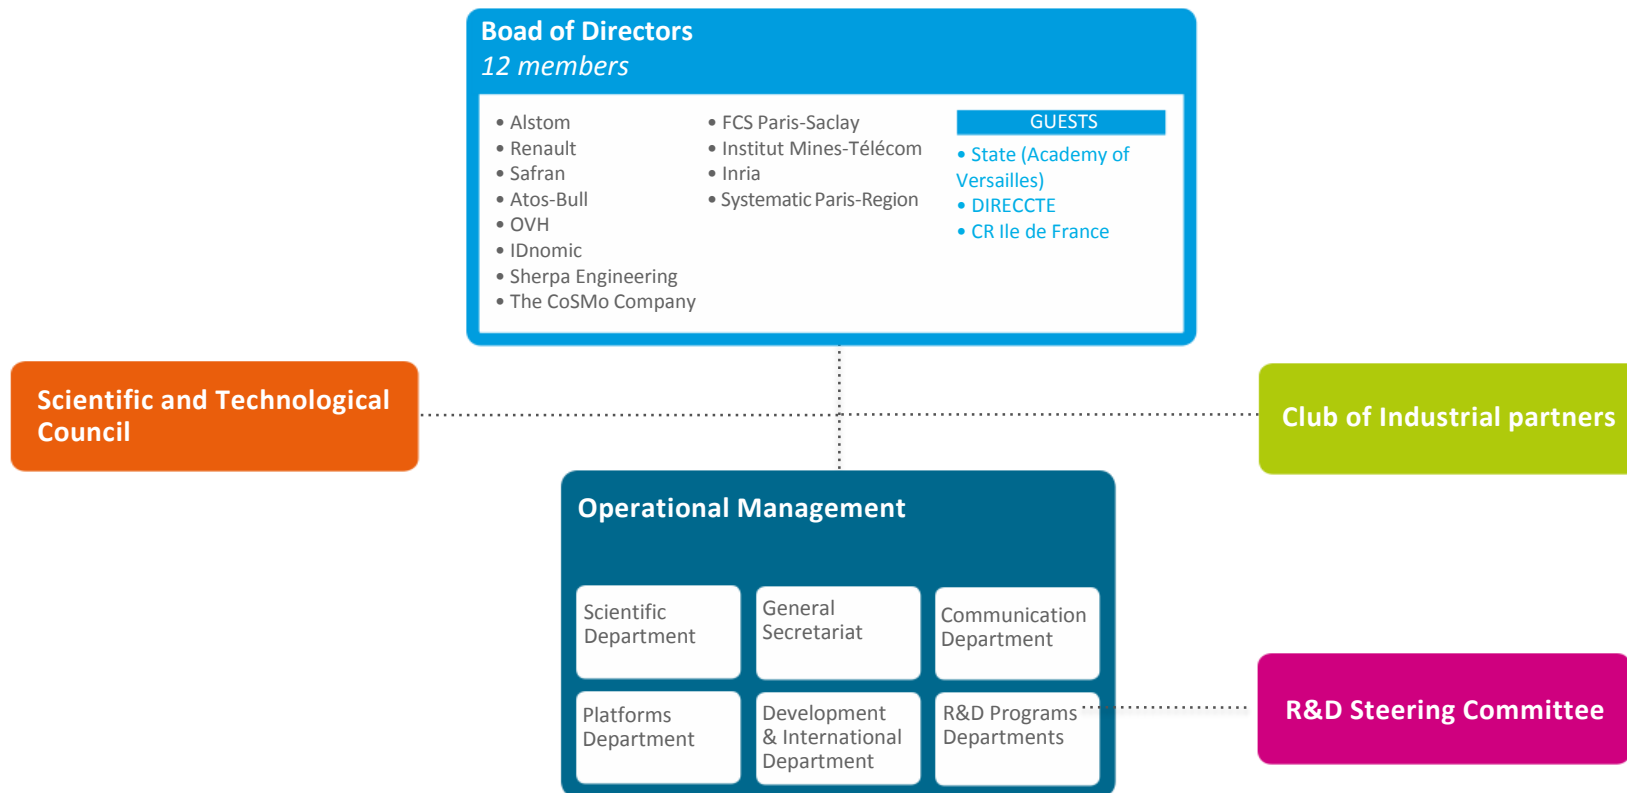 Boad of Directors
12 members
• Alstom
• Renault
• Safran
• Atos-Bull
• OVH
• IDnomic
• Sherpa Engineering
• The CoSMo Company
• FCS Paris-Saclay
• Institut Mines-Télécom
• Inria
• Systematic Paris-Region
GUESTS
• State (Academy of
Versailles)
• DIRECCTE
• CR Ile de France
Scientific and Technological
Council
Club of Industrial partners
Operational Management
Scientific
Department
General
Secretariat
Communication
Department
Platforms
Department
Development
& International
Department
R&D Programs
Departments
R&D Steering Committee